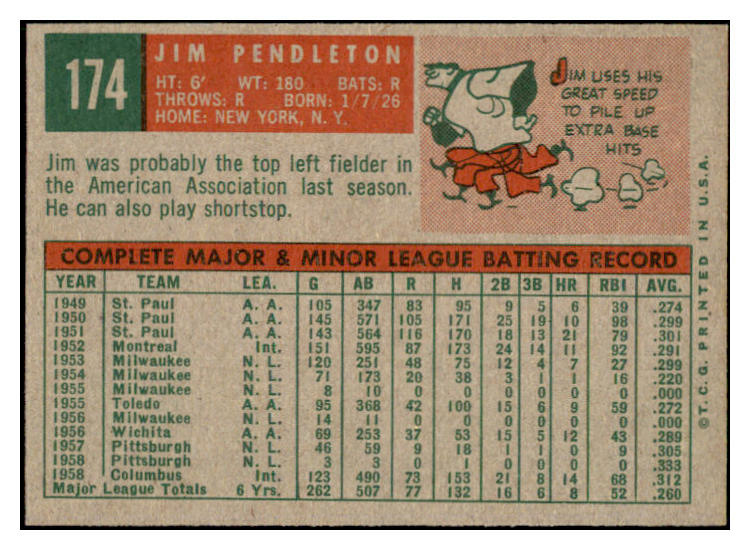 174
JIM PENDLETON
HT: 6' WT: 180 BATS: R
THROWS: R BORN: 1/7/26
HOME: NEW YORK, N. Y.
JIM USES HIS
GREAT SPEED
TO PILE UP
EXTRA BASE
HITS
Jim was probably the top left fielder in
the American Association last season.
He can also play shortstop.
COMPLETE MAJOR & MINOR LEAGUE BATTING RECORD
YEAR TEAM LEA. G AB R H 2B 3B HR RBI AVG.
1949 St. Paul A. A. 105 347 83 95 9 5 6 39 .274
1950 St. Paul A. A. 145 571 105 171 25 19 10 98 .299
1951 St. Paul A. A. 143 564 116 170 18 13 21 79 .301
1952 Montreal Int. 151 595 87 173 24 14 11 92 .291
1953 Milwaukee N. L. 120 251 48 75 12 4 7 27 .299
1954 Milwaukee N. L. 71 173 20 38 3 1 1 16 .220
1955 Milwaukee N. L. 8 10 0 0 0 0 0 0 .000
1955 Toledo A. A. 95 368 42 100 15 6 9 59 .272
1956 Milwaukee N. L. 14 11 0 0 0 0 0 0 .000
1956 Wichita A. A. 69 253 37 53 15 5 12 43 .289
1957 Pittsburgh N. L. 46 59 9 18 1 1 0 9 .305
1958 Pittsburgh N. L. 3 3 0 1 0 0 0 0 .333
1958 Columbus Int. 123 490 73 153 21 8 14 68 .312
Major League Totals 6 Yrs. 262 507 77 132 16 6 8 52 .260
©T.C.G. PRINTED IN U.S.A.